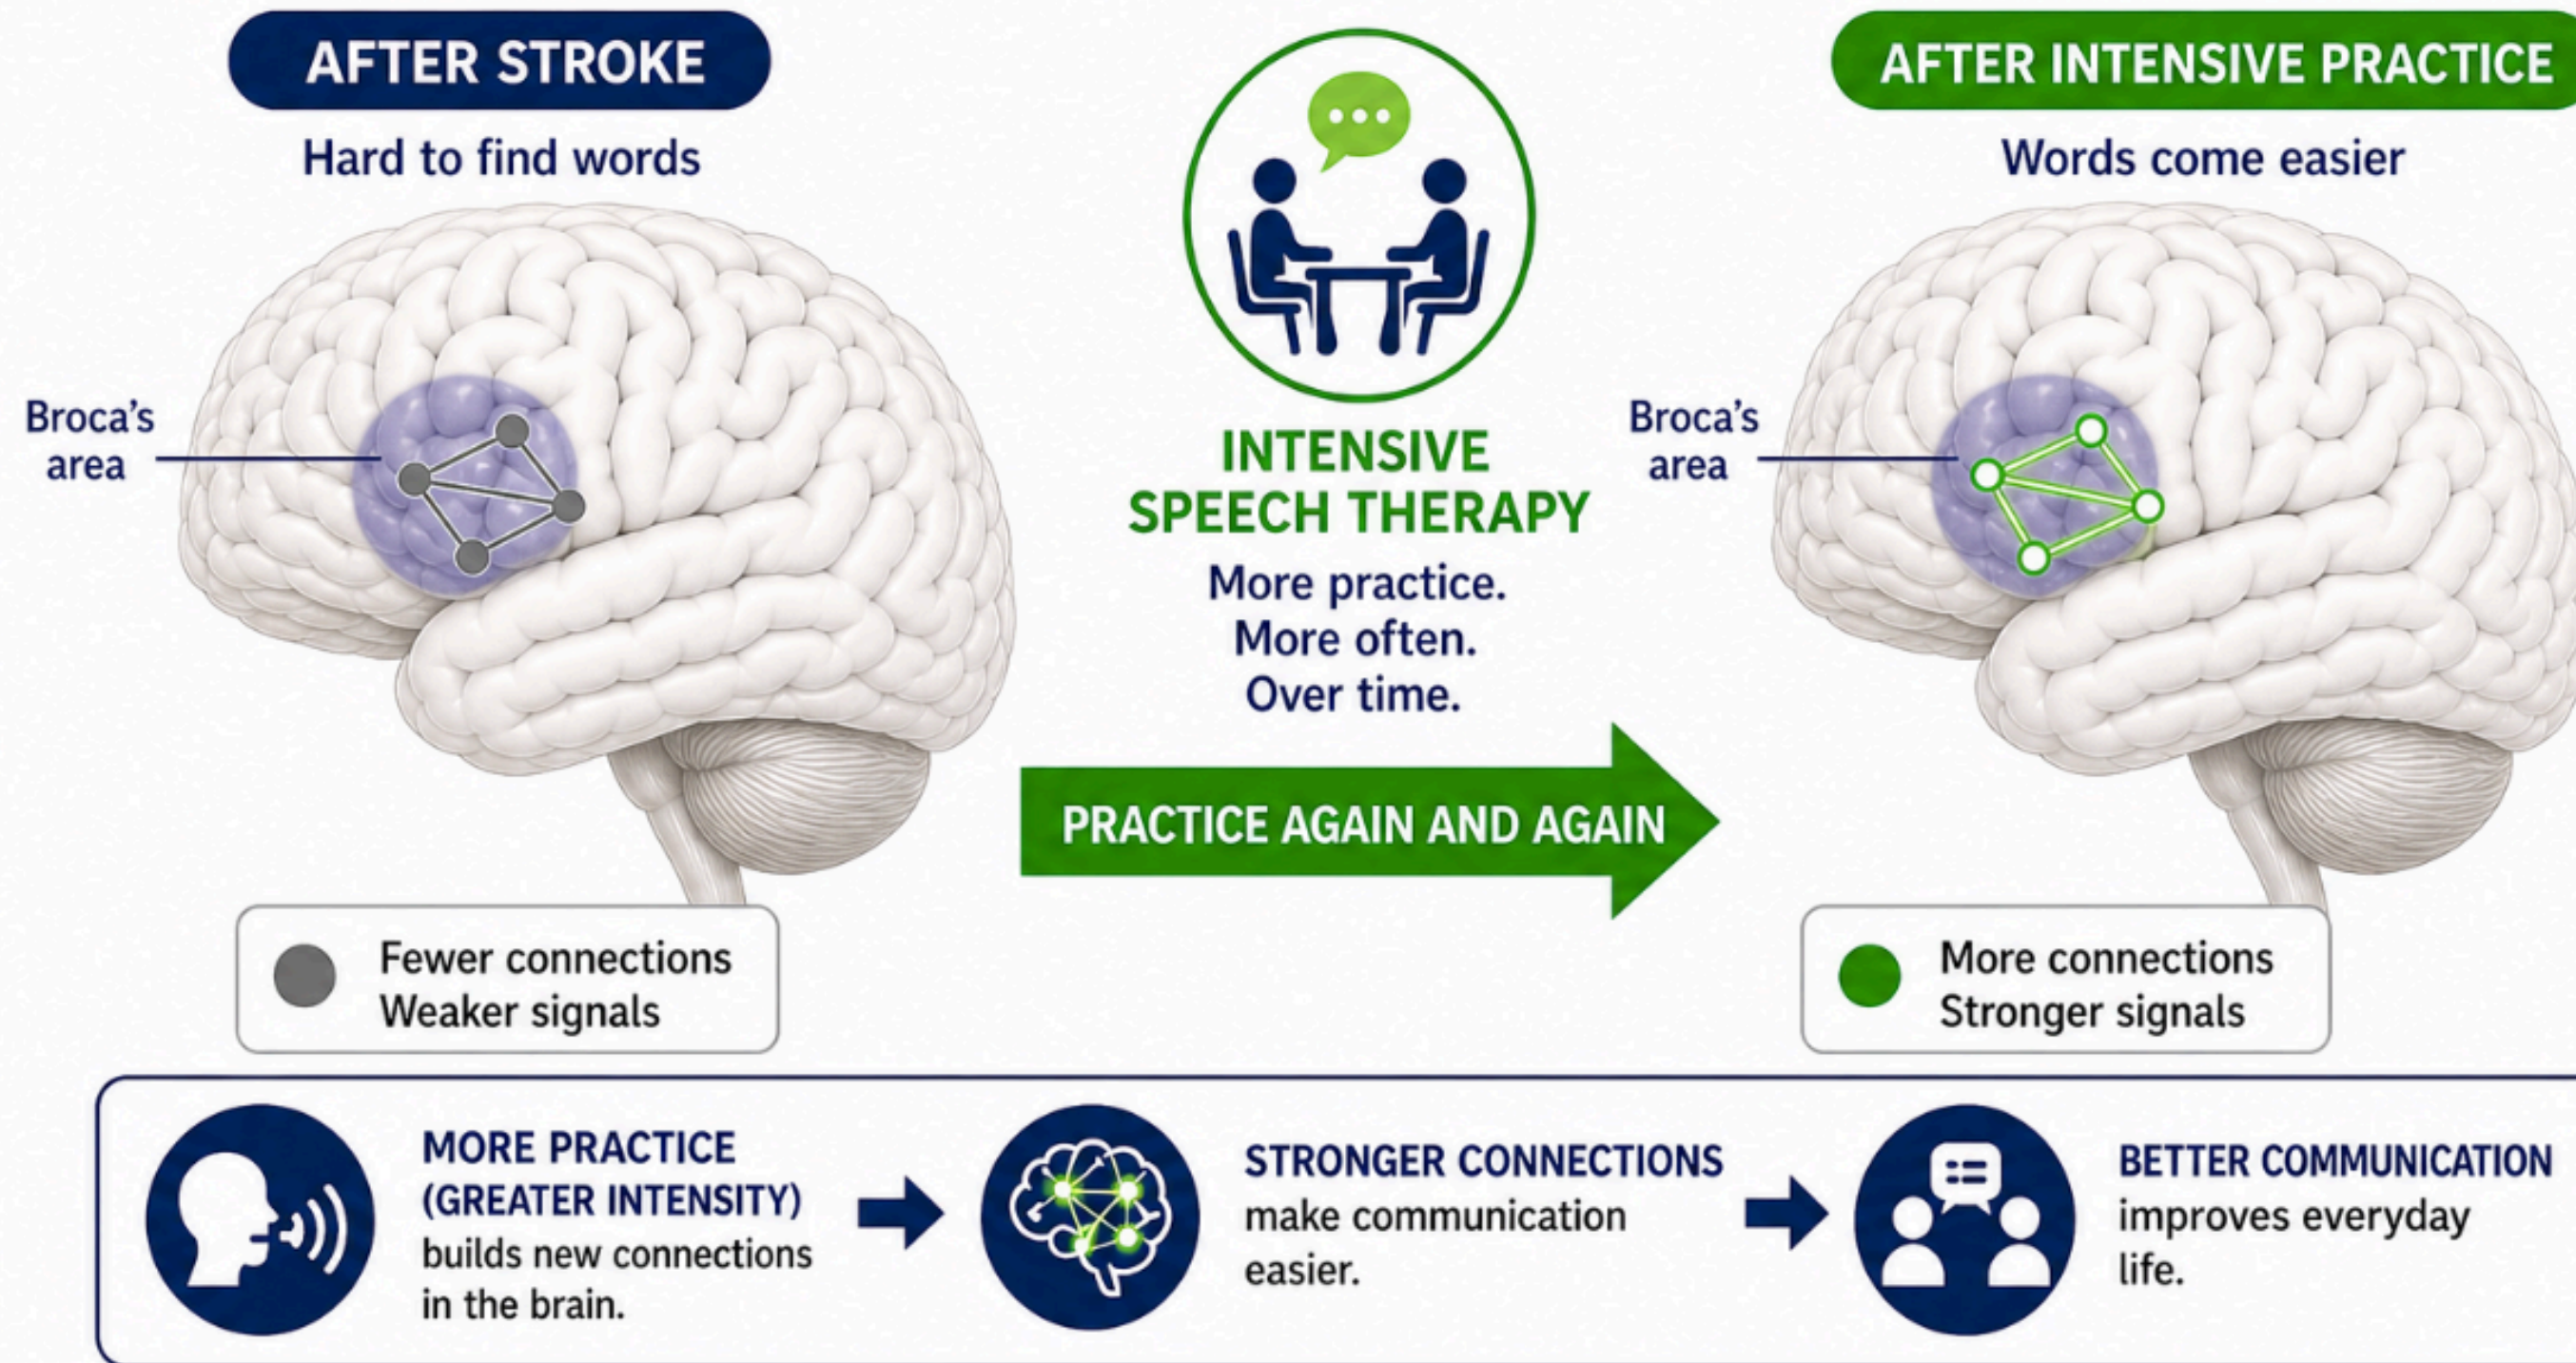 AFTER STROKE
Hard to find words
Broca's
area
Fewer connections
Weaker signals
INTENSIVE
SPEECH THERAPY
More practice.
More often.
Over time.
PRACTICE AGAIN AND AGAIN
AFTER INTENSIVE PRACTICE
Words come easier
Broca's
area
More connections
Stronger signals
MORE PRACTICE
(GREATER INTENSITY)
builds new connections
in the brain.
STRONGER CONNECTIONS
make communication
easier.
BETTER COMMUNICATION
improves everyday
life.